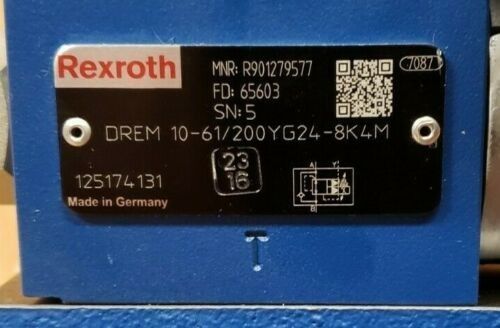 Rexroth
MNR: R901279577
FD: 65603
SN: 5
7087
DREM 10-61/200YG24-8K4M
125174131
23
16
Made in Germany
A Y
B
T